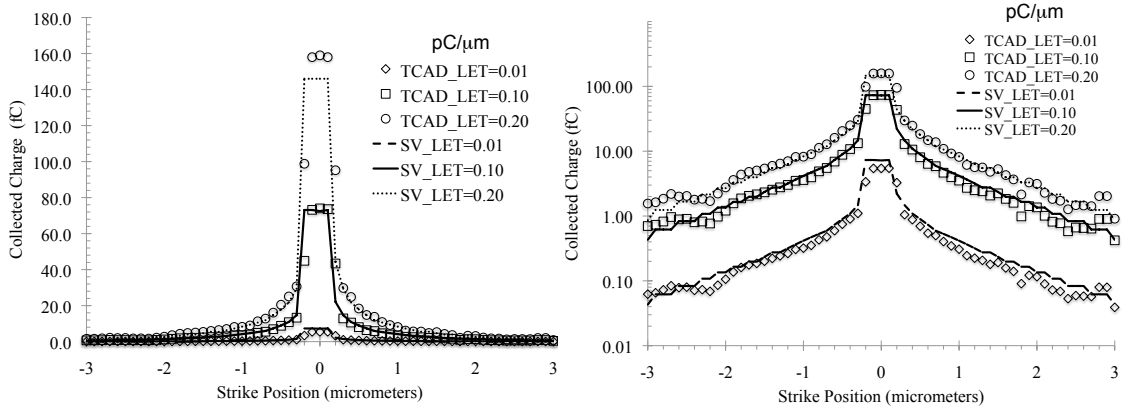 180.0
160.0
140.0
120.0
100.0
80.0
60.0
40.0
20.0
0.0
Collected Charge (fC)
-3 -2 -1 0 1 2 3
Strike Position (micrometers)
pC/μm
TCAD_LET=0.01
TCAD_LET=0.10
TCAD_LET=0.20
SV_LET=0.01
SV_LET=0.10
SV_LET=0.20
100.00
10.00
1.00
0.10
0.01
Collected Charge (fC)
-3 -2 -1 0 1 2 3
Strike Position (micrometers)
pC/μm
TCAD_LET=0.01
TCAD_LET=0.10
TCAD_LET=0.20
SV_LET=0.01
SV_LET=0.10
SV_LET=0.20